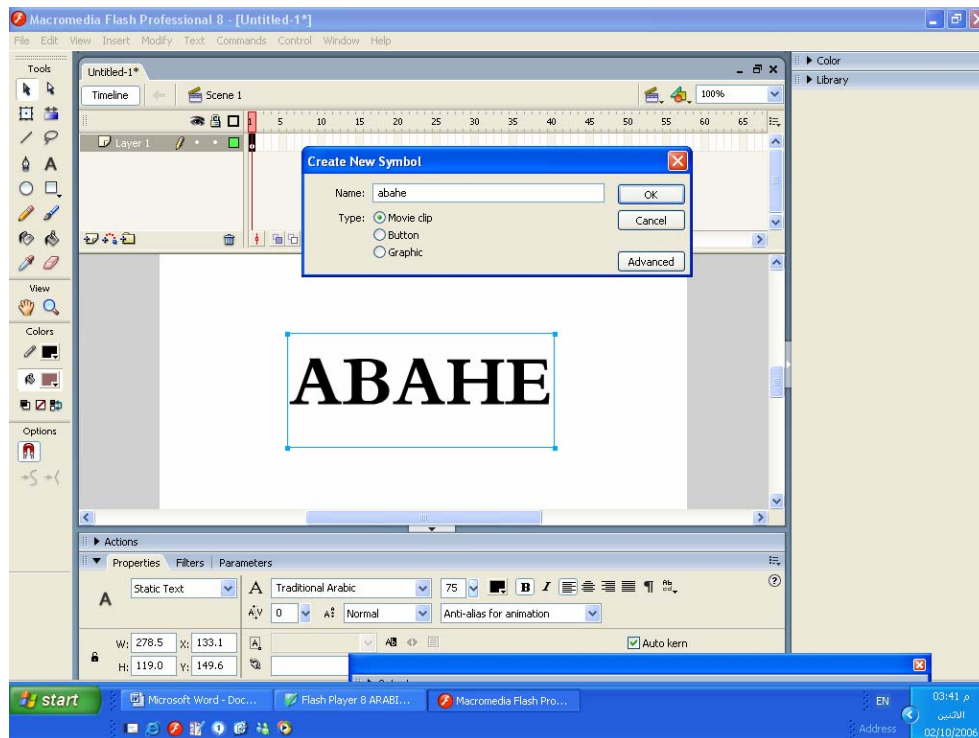 Macromedia Flash Professional 8 - [Untitled-1*]
File Edit View Insert Modify Text Commands Control Window Help
Tools
View
Colors
Options
Untitled-1*
Timeline Scene 1 100%
1 5 10 15 20 25 30 35 40 45 50 55 60 65
Layer 1
Create New Symbol
Name: abahe OK
Type: Movie clip Cancel
Button
Graphic Advanced
ABAHE
Color
Library
Actions
Properties Filters Parameters
A Static Text A Traditional Arabic 75 B I
A V 0 Normal Anti-alias for animation
W: 278.5 X: 133.1 Auto kern
H: 119.0 Y: 149.6
start Microsoft Word - Doc... Flash Player 8 ARABI... Macromedia Flash Pro... EN 03:41 م
الاثنين
Address 02/10/2006